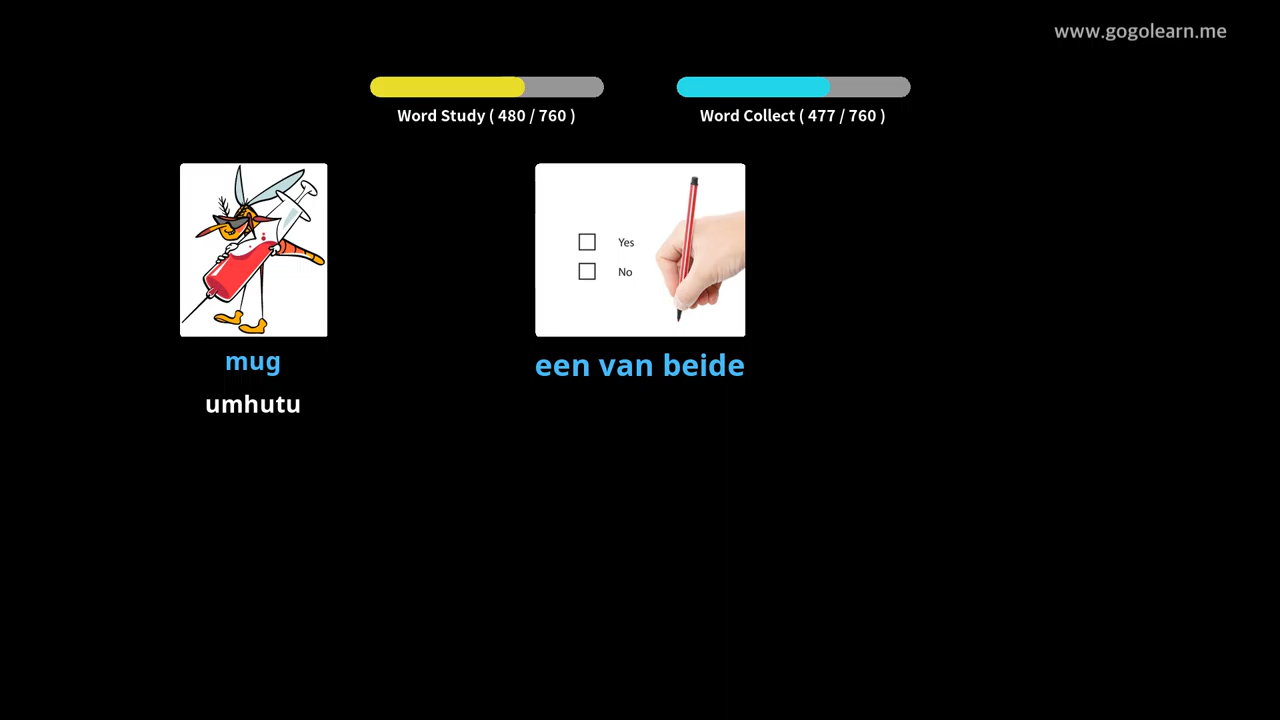 www.gogolearn.me
Word Study ( 480 / 760 )
Word Collect ( 477 / 760 )
Yes
No
mug
een van beide
umhutu